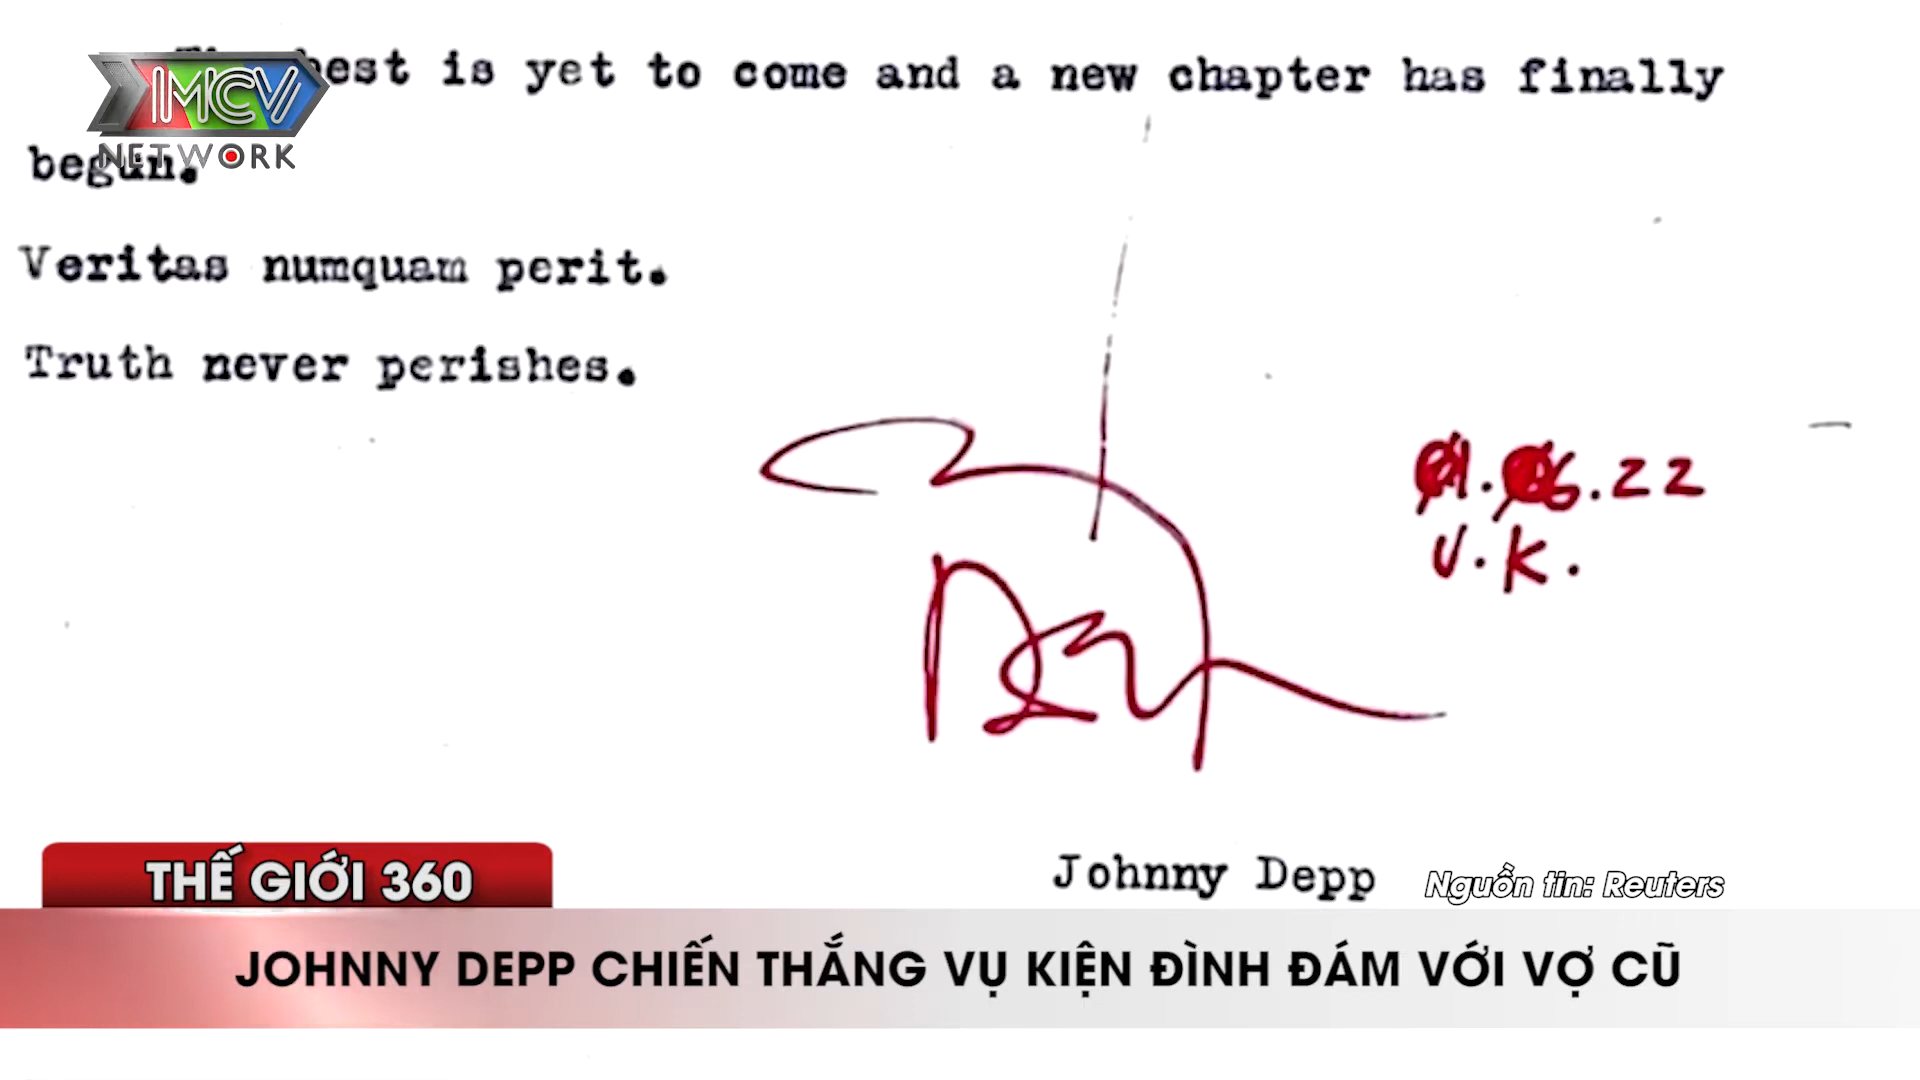 best is yet to come and a new chapter has finally
begun.
MCV
NETWORK
Veritas numquam perit.
Truth never perishes.
01.06.22
U.K.
Johnny Depp
Nguồn tin: Reuters
THẾ GIỚI 360
JOHNNY DEPP CHIẾN THẮNG VỤ KIỆN ĐÌNH ĐÁM VỚI VỢ CŨ